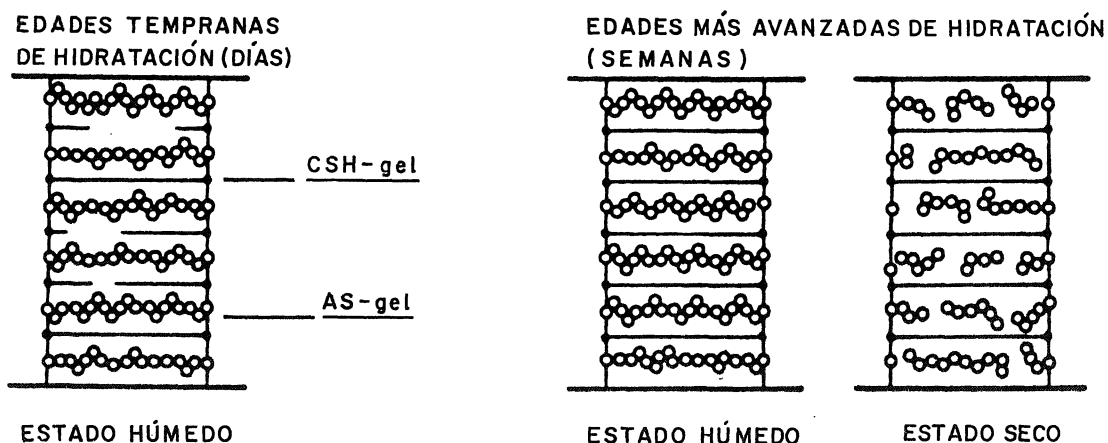 EDADES TEMPRANAS
DE HIDRATACIÓN (DÍAS)
EDADES MÁS AVANZADAS DE HIDRATACIÓN
(SEMANAS)
CSH-gel
AS-gel
ESTADO HÚMEDO
ESTADO HÚMEDO
ESTADO SECO